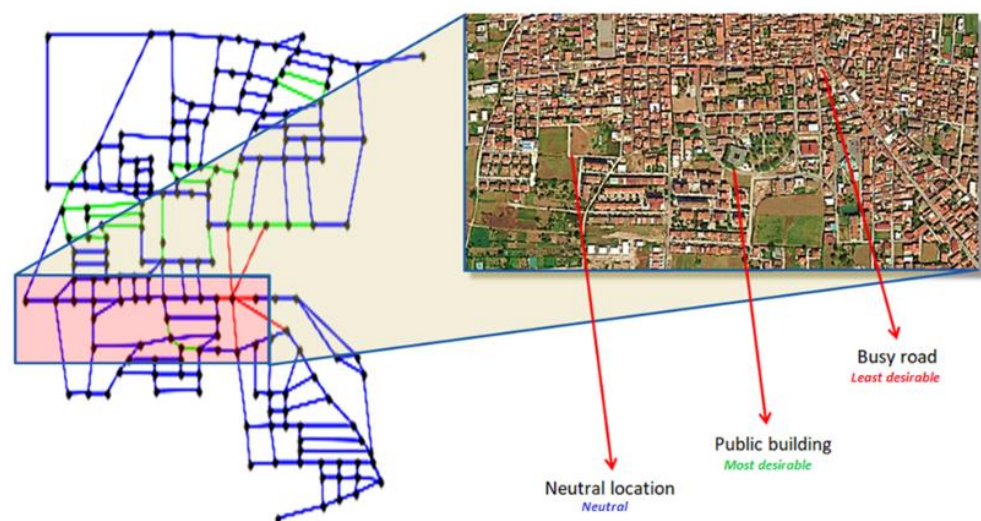 Busy road
Least desirable
Public building
Most desirable
Neutral location
Neutral